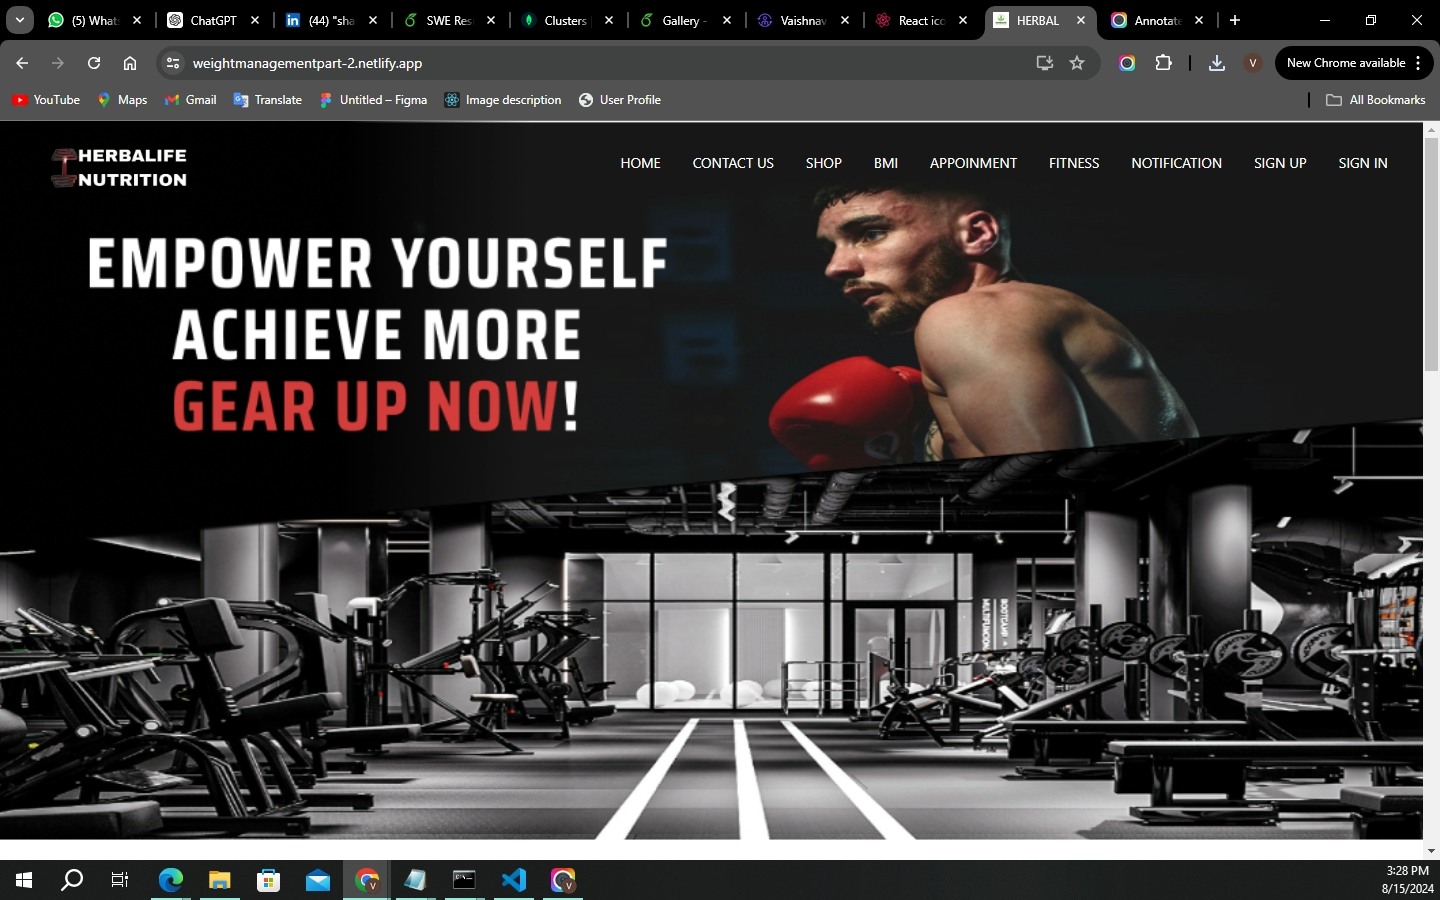 (5) What
ChatGPT
(44) "sha
SWE Res
Clusters
Gallery -
Vaishnav
React ico
HERBAL
Annotate
weightmanagementpart-2.netlify.app
V
New Chrome available
YouTube
Maps
Gmail
Translate
Untitled – Figma
Image description
User Profile
All Bookmarks
HERBALIFE
NUTRITION
HOME
CONTACT US
SHOP
BMI
APPOINMENT
FITNESS
NOTIFICATION
SIGN UP
SIGN IN
EMPOWER YOURSELF
ACHIEVE MORE
GEAR UP NOW!
BOOTCAMP
3:28 PM
8/15/2024